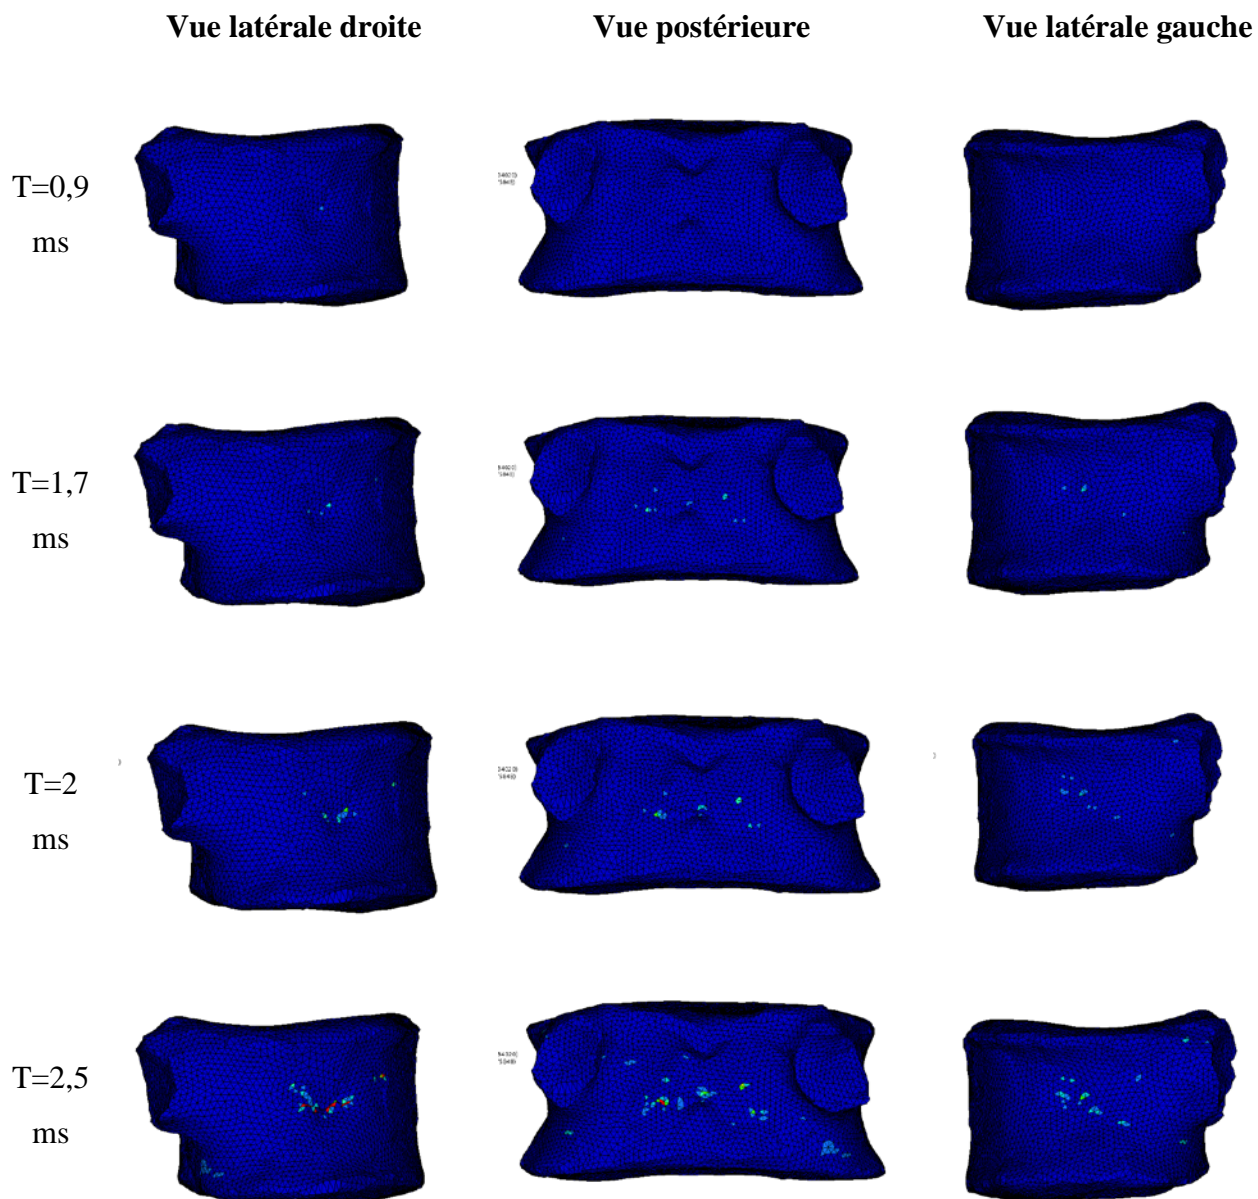 Vue latérale droite Vue postérieure Vue latérale gauche
T=0,9
ms
T=1,7
ms
T=2
ms
T=2,5
ms